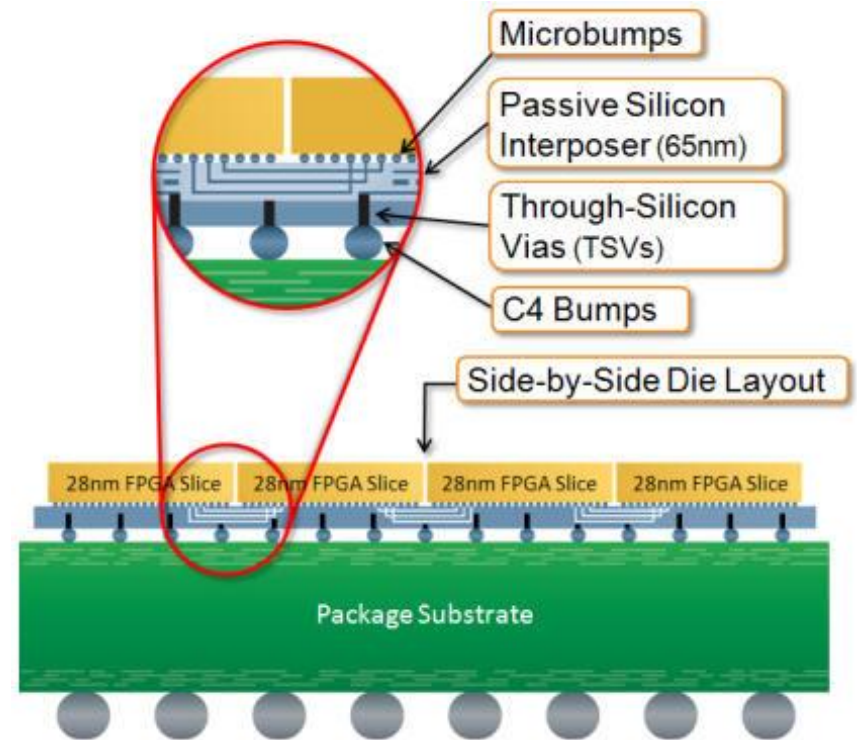 Microbumps
Passive Silicon
Interposer (65nm)
Through-Silicon
Vias (TSVs)
C4 Bumps
Side-by-Side Die Layout
28nm FPGA Slice
28nm FPGA Slice
28nm FPGA Slice
28nm FPGA Slice
Package Substrate